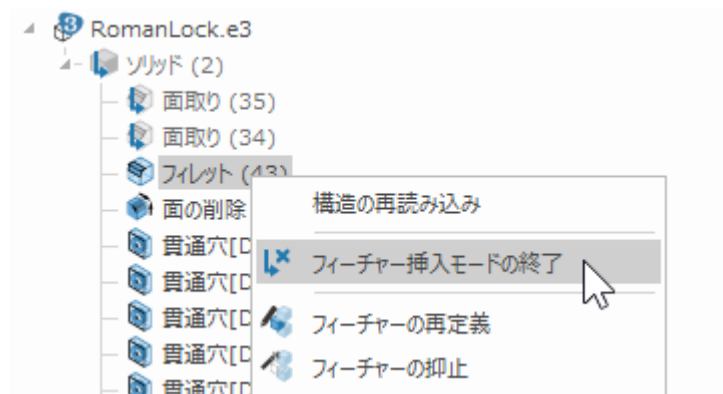 RomanLock.e3
ソリッド (2)
面取り (35)
面取り (34)
フィレット (43)
面の削除
貫通穴[D
貫通穴[D
貫通穴[D
貫通穴[D
貫通穴[D
構造の再読み込み
フィーチャー挿入モードの終了
フィーチャーの再定義
フィーチャーの抑止